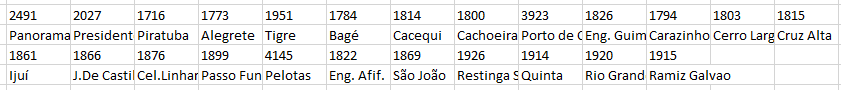 2491 2027 1716 1773 1951 1784 1814 1800 3923 1826 1794 1803 1815
Panorama President Piratuba Alegrete Tigre Bagé Cacequi Cachoeira Porto de C Eng. Guim Carazinho Cerro Larg Cruz Alta
1861 1866 1876 1899 4145 1822 1869 1926 1914 1920 1915
Ijuí J.De Castil Cel.Linhar Passo Fun Pelotas Eng. Afif. São João Restinga S Quinta Rio Grand Ramiz Galvao